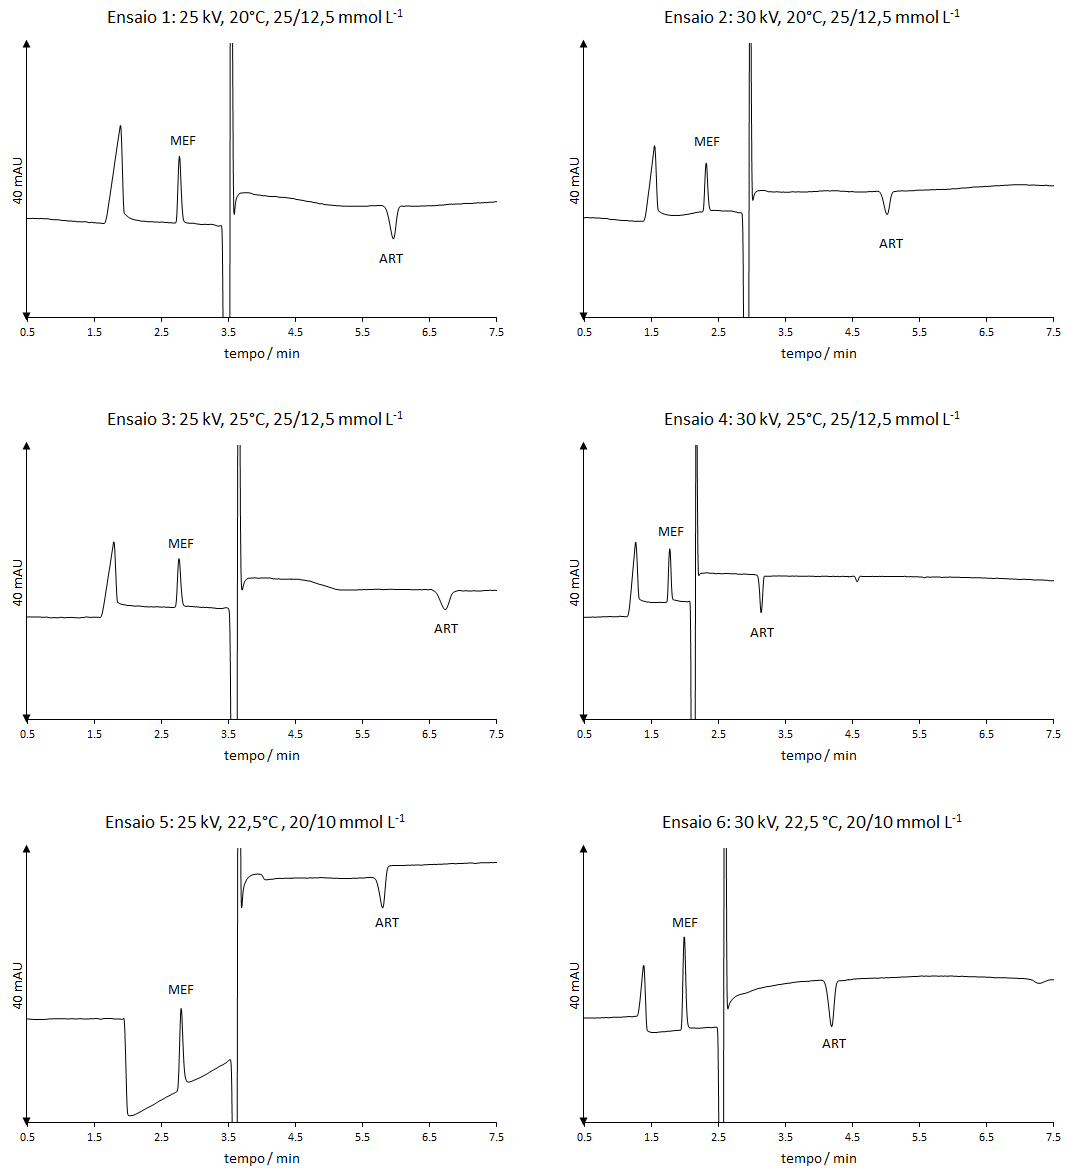 Ensaio 1: 25 kV, 20°C, 25/12,5 mmol L-1
40 mAU
MEF
ART
0.5 1.5 2.5 3.5 4.5 5.5 6.5 7.5
tempo / min
Ensaio 2: 30 kV, 20°C, 25/12,5 mmol L-1
40 mAU
MEF
ART
0.5 1.5 2.5 3.5 4.5 5.5 6.5 7.5
tempo / min
Ensaio 3: 25 kV, 25°C, 25/12,5 mmol L-1
40 mAU
MEF
ART
0.5 1.5 2.5 3.5 4.5 5.5 6.5 7.5
tempo / min
Ensaio 4: 30 kV, 25°C, 25/12,5 mmol L-1
40 mAU
MEF
ART
0.5 1.5 2.5 3.5 4.5 5.5 6.5 7.5
tempo / min
Ensaio 5: 25 kV, 22,5°C , 20/10 mmol L-1
40 mAU
MEF
ART
0.5 1.5 2.5 3.5 4.5 5.5 6.5 7.5
tempo / min
Ensaio 6: 30 kV, 22,5 °C, 20/10 mmol L-1
40 mAU
MEF
ART
0.5 1.5 2.5 3.5 4.5 5.5 6.5 7.5
tempo / min